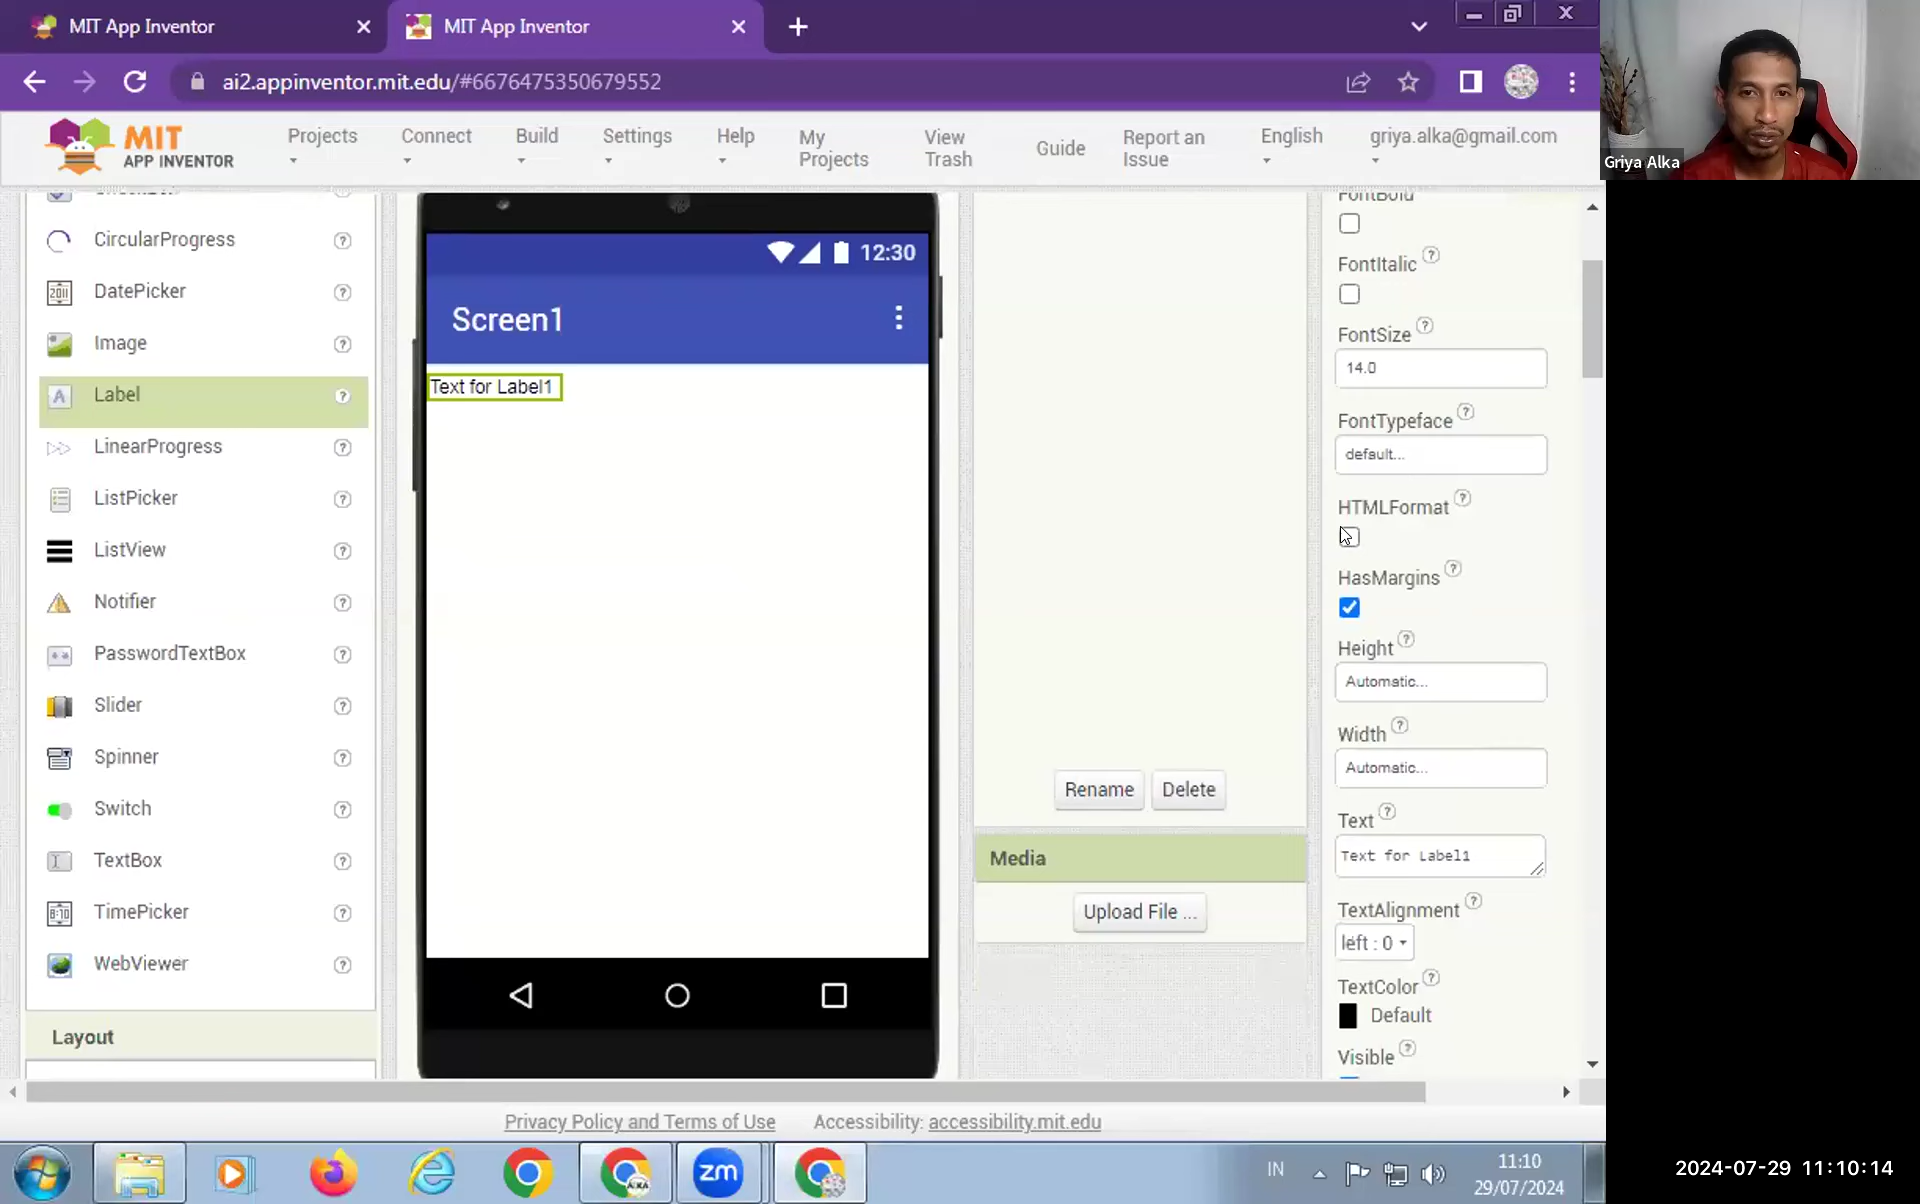 MIT App Inventor
MIT App Inventor
ai2.appinventor.mit.edu/#6676475350679552
MIT
APP INVENTOR
Projects
Connect
Build
Settings
Help
My
Projects
View
Trash
Guide
Report an
Issue
English
griya.alka@gmail.com
Griya Alka
CircularProgress
DatePicker
Image
Label
LinearProgress
ListPicker
ListView
Notifier
PasswordTextBox
Slider
Spinner
Switch
TextBox
TimePicker
WebViewer
Layout
12:30
Screen1
Text for Label1
Rename
Delete
Media
Upload File ...
FontBold
FontItalic
FontSize
14.0
FontTypeface
default...
HTMLFormat
HasMargins
Height
Automatic...
Width
Automatic...
Text
Text for Label1
TextAlignment
left : 0
TextColor
Default
Visible
Privacy Policy and Terms of Use
Accessibility: accessibility.mit.edu
zm
IN
11:10
29/07/2024
2024-07-29 11:10:14